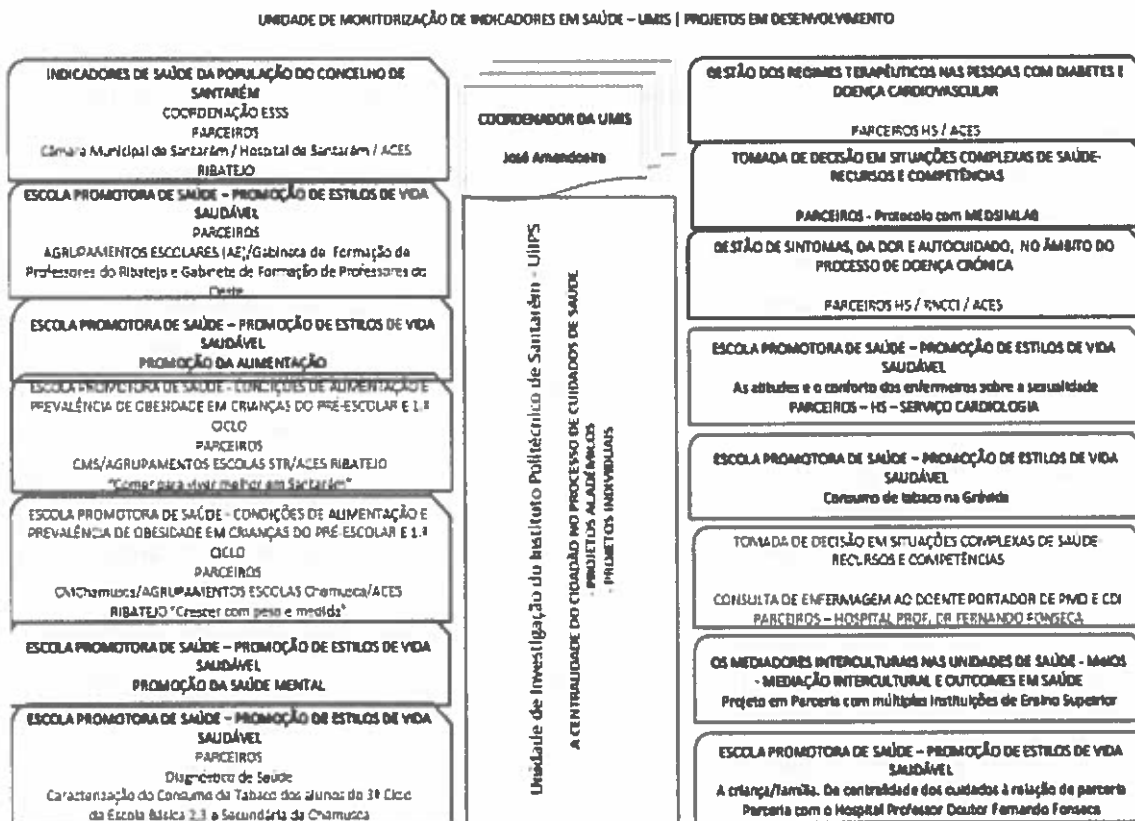 UNIDADE DE MONITORIZAÇÃO DE INDICADORES EM SAÚDE – UMIS | PROJETOS EM DESENVOLVIMENTO
INDICADORES DE SAÚDE DA POPULAÇÃO DO CONCELHO DE
SANTARÉM
COORDENAÇÃO ESSS
PARCEIROS
Câmara Municipal de Santarém / Hospital de Santarém / ACES
RIBATEJO
ESCOLA PROMOTORA DE SAÚDE – PROMOÇÃO DE ESTILOS DE VIDA
SAUDÁVEL
PARCEIROS
AGRUPAMENTOS ESCOLARES (AE)/Gabinete de Formação de
Professores do Ribatejo e Gabinete de Formação de Professores do
Oeste
ESCOLA PROMOTORA DE SAÚDE – PROMOÇÃO DE ESTILOS DE VIDA
SAUDÁVEL
PROMOÇÃO DA ALIMENTAÇÃO
ESCOLA PROMOTORA DE SAÚDE - CONDIÇÕES DE ALIMENTAÇÃO E
PREVALÊNCIA DE OBESIDADE EM CRIANÇAS DO PRÉ-ESCOLAR E 1.º
CICLO
PARCEIROS
CMS/AGRUPAMENTOS ESCOLAS STR/ACES RIBATEJO
"Comer para viver melhor em Santarém"
ESCOLA PROMOTORA DE SAÚDE - CONDIÇÕES DE ALIMENTAÇÃO E
PREVALÊNCIA DE OBESIDADE EM CRIANÇAS DO PRÉ-ESCOLAR E 1.º
CICLO
PARCEIROS
CMChamusca/AGRUPAMENTOS ESCOLAS Chamusca/ACES
RIBATEJO "Crescer com peso e medida"
ESCOLA PROMOTORA DE SAÚDE – PROMOÇÃO DE ESTILOS DE VIDA
SAUDÁVEL
PROMOÇÃO DA SAÚDE MENTAL
ESCOLA PROMOTORA DE SAÚDE – PROMOÇÃO DE ESTILOS DE VIDA
SAUDÁVEL
PARCEIROS
Diagnóstico de Saúde
Caracterização do Consumo da Tabaco dos alunos do 3º Ciclo
da Escola Básica 2.3 e Secundária da Chamusca
COORDENADOR DA UMIS
José Amendoeira
Unidade de Investigação do Instituto Politécnico de Santarém - UIIPS
A CENTRALIDADE DO CIDADÃO NO PROCESSO DE CUIDADOS DE SAÚDE
- PROJETOS ACADÉMICOS
- PROJETOS INDIVIDUAIS
GESTÃO DOS REGIMES TERAPÊUTICOS NAS PESSOAS COM DIABETES E
DOENÇA CARDIOVASCULAR
PARCEIROS HS / ACES
TOMADA DE DECISÃO EM SITUAÇÕES COMPLEXAS DE SAÚDE-
RECURSOS E COMPETÊNCIAS
PARCEIROS - Protocolo com MEDSIMLAB
GESTÃO DE SINTOMAS, DA DOR E AUTOCUIDADO, NO ÂMBITO DO
PROCESSO DE DOENÇA CRÓNICA
PARCEIROS HS / RNCCI / ACES
ESCOLA PROMOTORA DE SAÚDE – PROMOÇÃO DE ESTILOS DE VIDA
SAUDÁVEL
As atitudes e o conforto dos enfermeiros sobre a sexualidade
PARCEIROS – HS – SERVIÇO CARDIOLOGIA
ESCOLA PROMOTORA DE SAÚDE – PROMOÇÃO DE ESTILOS DE VIDA
SAUDÁVEL
Consumo de tabaco na Grávida
TOMADA DE DECISÃO EM SITUAÇÕES COMPLEXAS DE SAÚDE-
RECURSOS E COMPETÊNCIAS
CONSULTA DE ENFERMAGEM AO DOENTE PORTADOR DE PMD E CDI
PARCEIROS – HOSPITAL PROF. DR FERNANDO FONSECA
OS MEDIADORES INTERCULTURAIS NAS UNIDADES DE SAÚDE - MeIOS
- MEDIAÇÃO INTERCULTURAL E OUTCOMES EM SAÚDE
Projeto em Parceria com múltiplas Instituições de Ensino Superior
ESCOLA PROMOTORA DE SAÚDE – PROMOÇÃO DE ESTILOS DE VIDA
SAUDÁVEL
A criança/família. Da centralidade dos cuidados à relação de parceria
Parceria com o Hospital Professor Doutor Fernando Fonseca